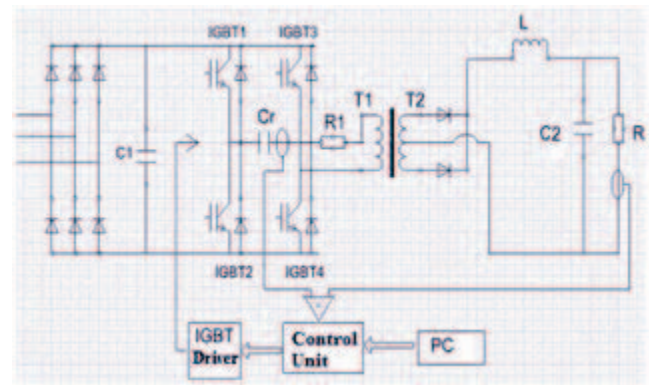 IGBT1
IGBT3
L
T1
T2
Cr
R1
C1
C2
R
IGBT2
IGBT4
IGBT
Driver
Control
Unit
PC